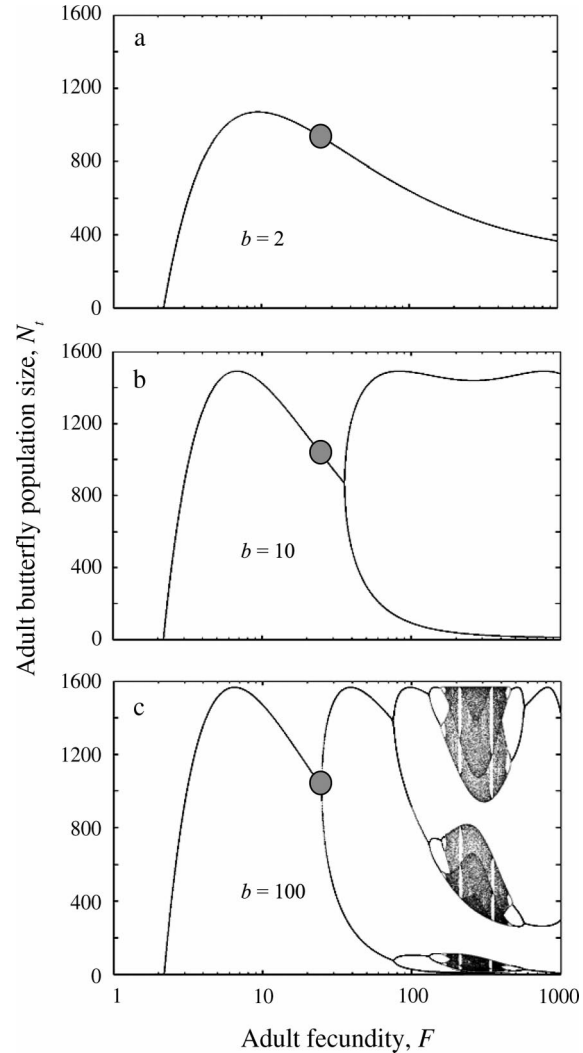 1600
a
1200
800
400
b = 2
0
1600
b
1200
800
400
b = 10
0
1600
c
1200
800
400
b = 100
0
1 10 100 1000
Adult fecundity, F
Adult butterfly population size, Nt